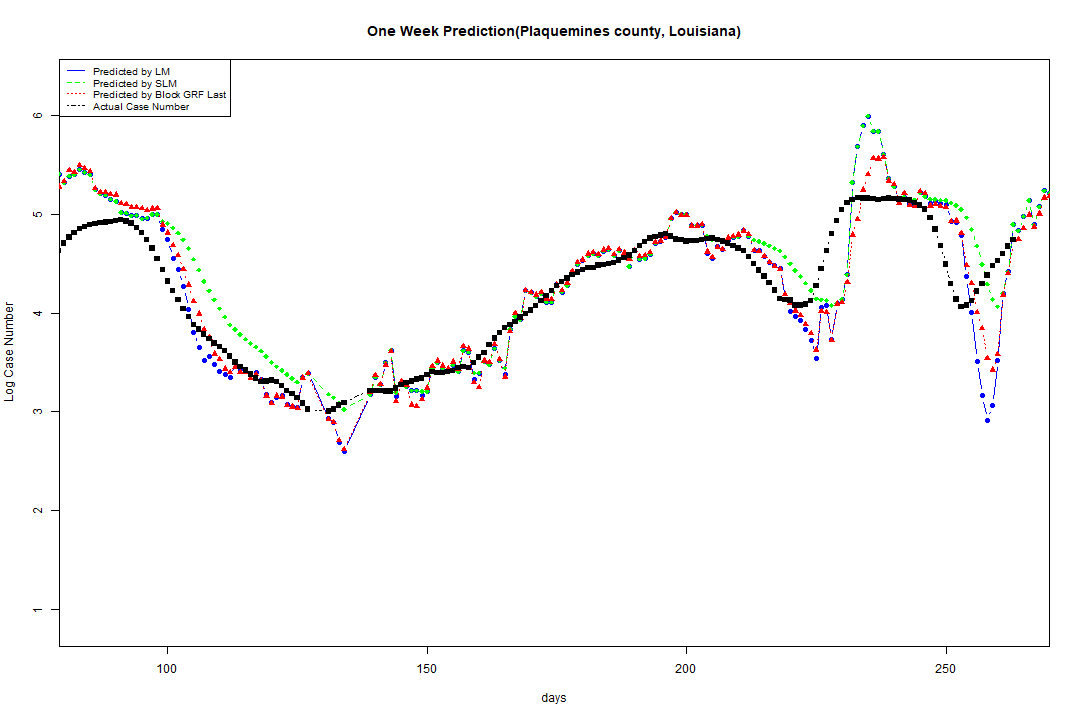 One Week Prediction(Plaquemines county, Louisiana)
Predicted by LM
Predicted by SLM
Predicted by Block GRF Last
Actual Case Number
6
5
4
3
2
1
Log Case Number
100 150 200 250
days